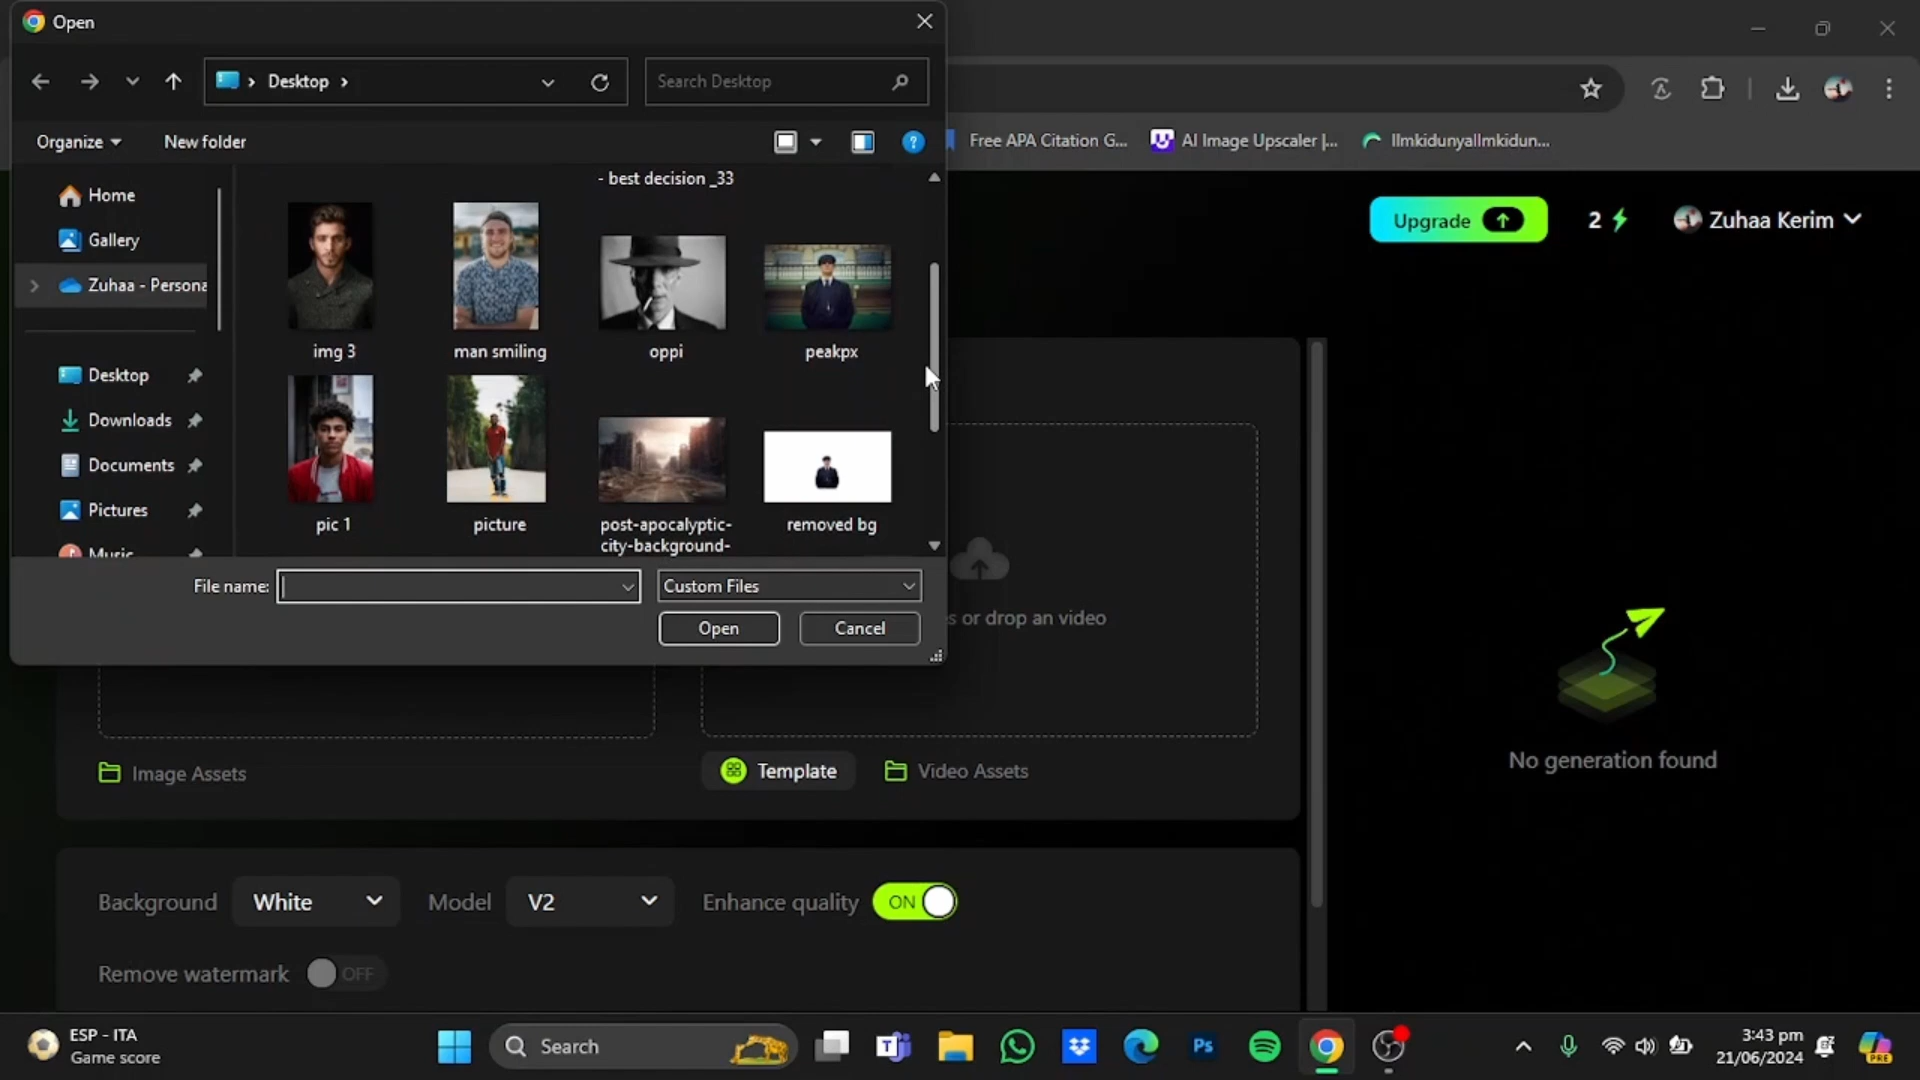 Open
Desktop
Search Desktop
Organize
New folder
Free APA Citation G...
AI Image Upscaler |...
IlmkidunyaIlmkidun...
Home
Gallery
Zuhaa - Persona
Desktop
Downloads
Documents
Pictures
Music
- best decision _33
img 3
man smiling
oppi
peakpx
pic 1
picture
post-apocalyptic-
city-background-
removed bg
File name:
Custom Files
Open
Cancel
Upgrade
2
Zuhaa Kerim
or drop an video
Image Assets
Template
Video Assets
No generation found
Background
White
Model
V2
Enhance quality
ON
Remove watermark
OFF
ESP - ITA
Game score
Search
Ps
3:43 pm
21/06/2024
PRE